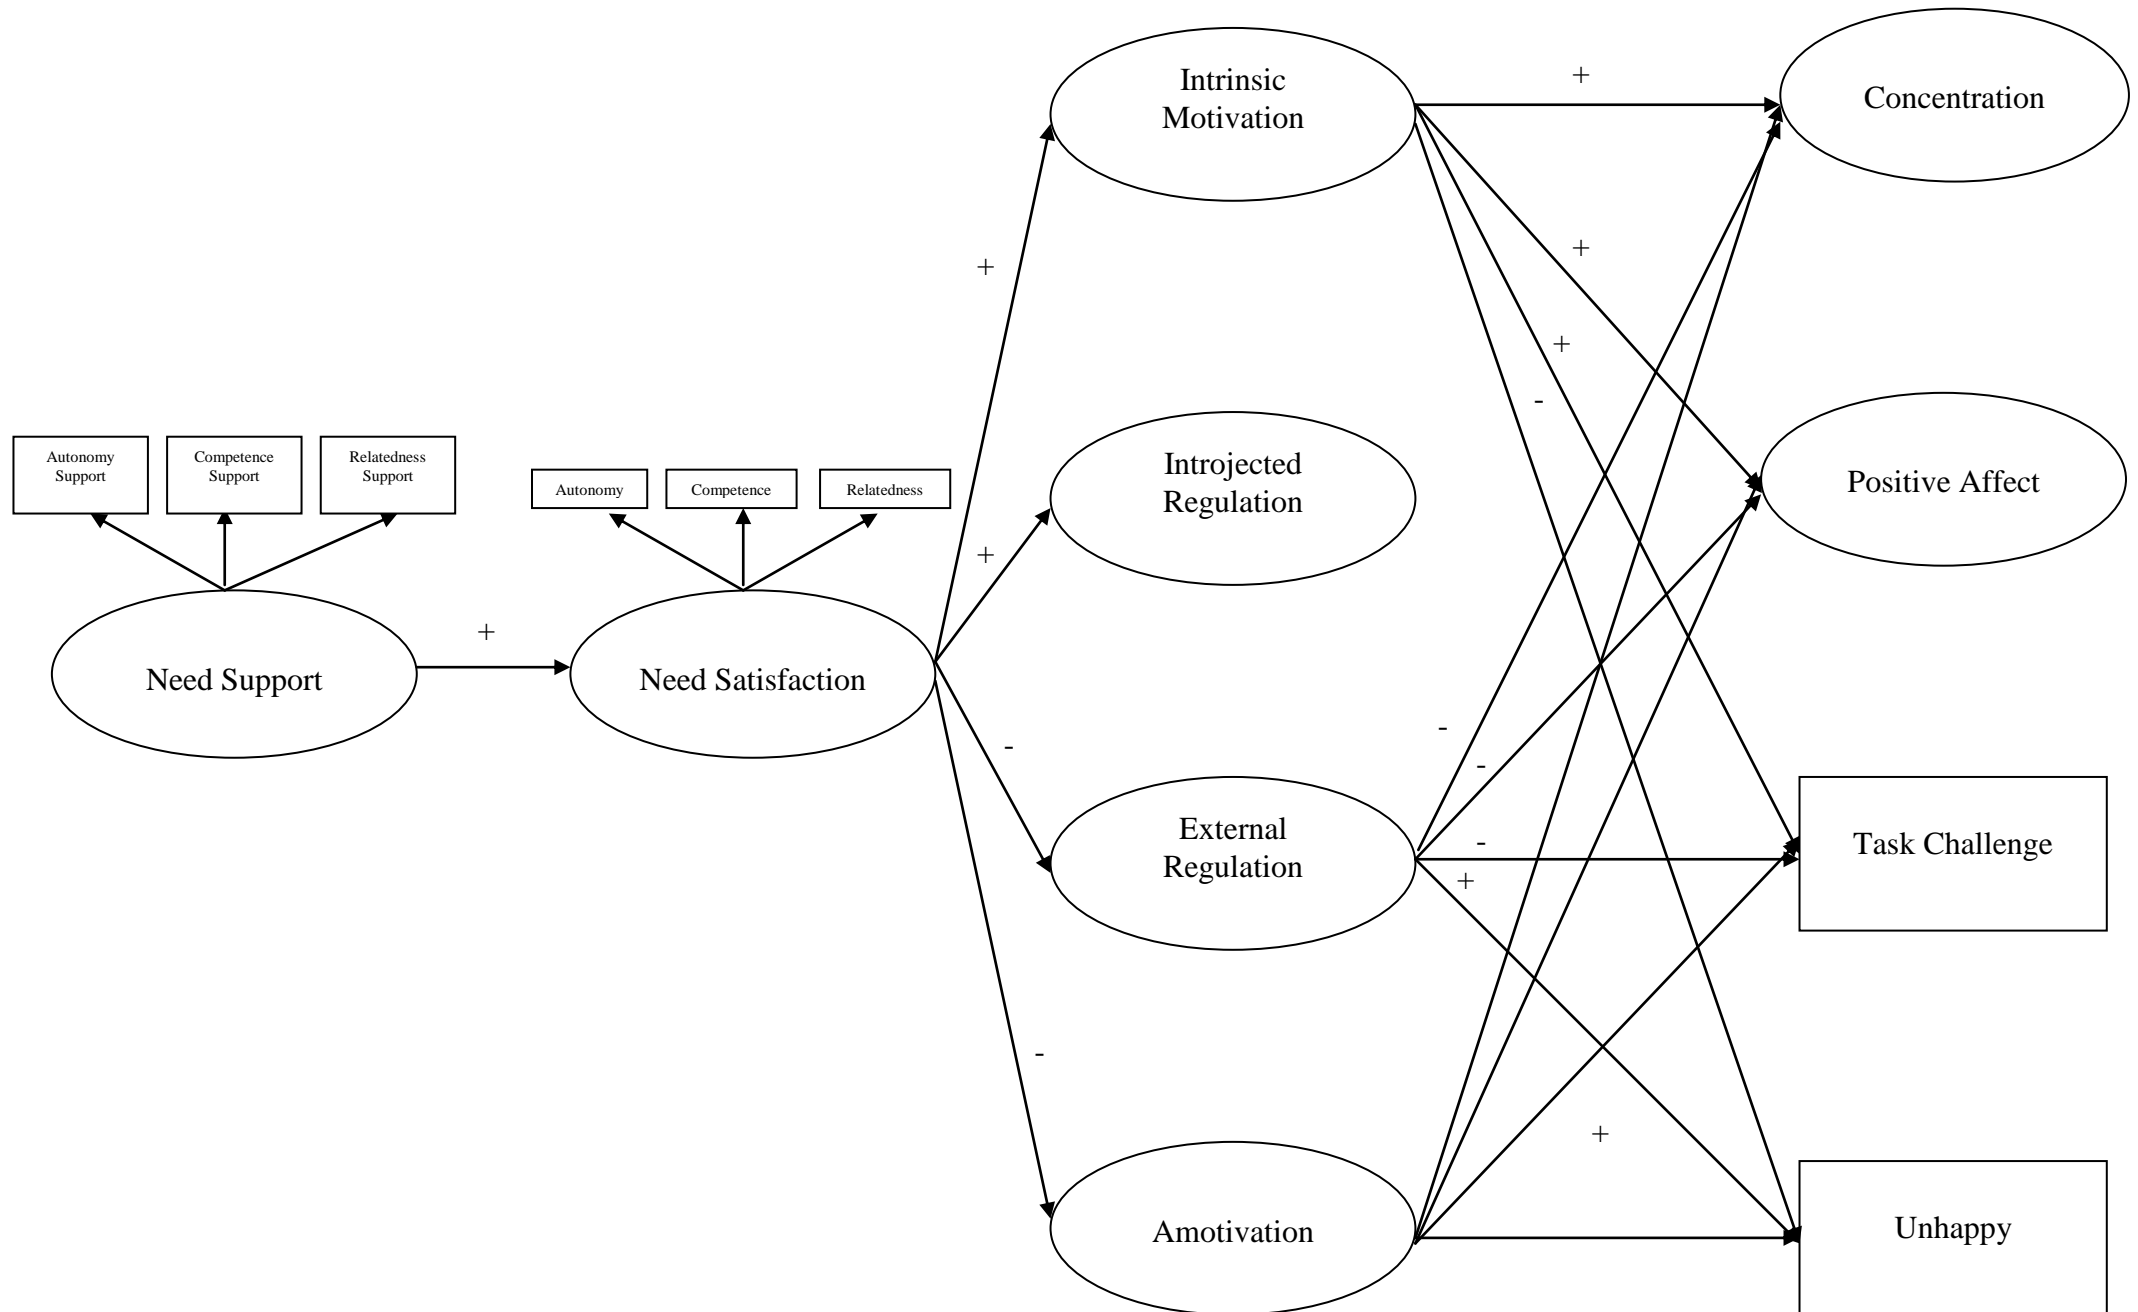 Intrinsic
Motivation
+
Concentration
+
+
+
-
Autonomy
Support
Competence
Support
Relatedness
Support
Autonomy
Competence
Relatedness
Introjected
Regulation
Positive Affect
+
+
Need Support
Need Satisfaction
-
-
-
-
+
External
Regulation
Task Challenge
-
+
Amotivation
Unhappy